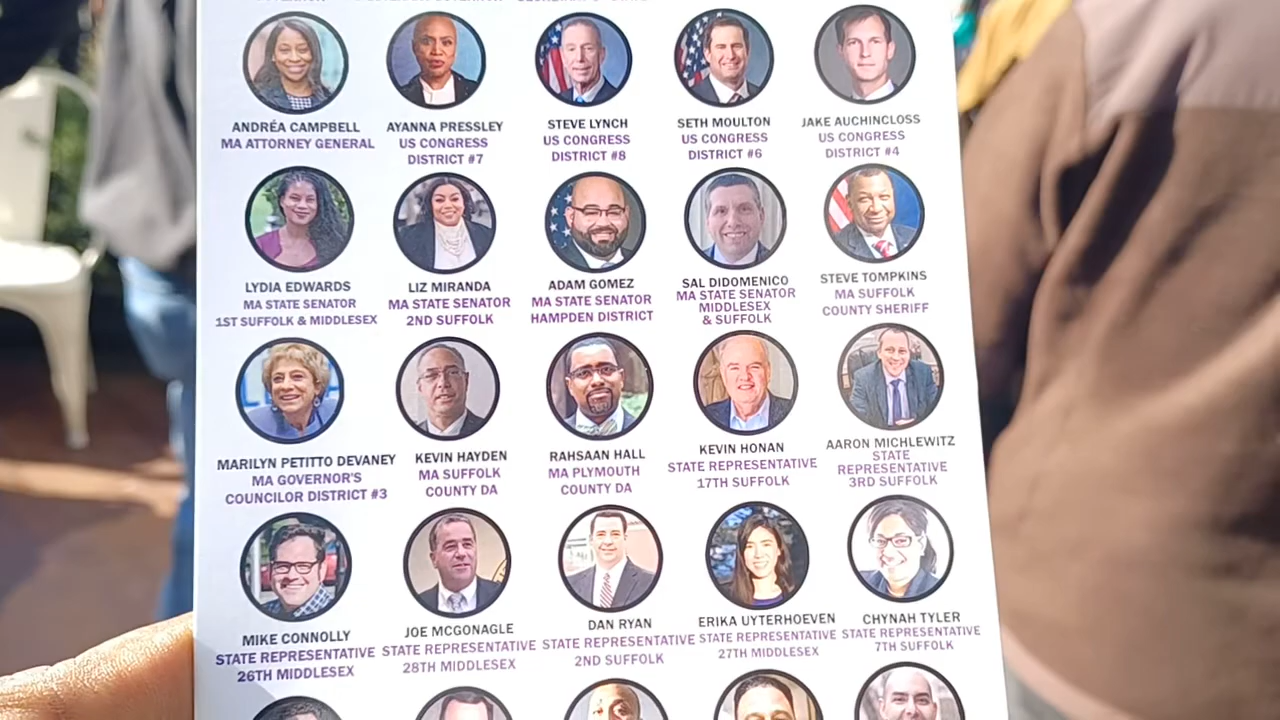 ANDRÉA CAMPBELL
MA ATTORNEY GENERAL
AYANNA PRESSLEY
US CONGRESS
DISTRICT #7
STEVE LYNCH
US CONGRESS
DISTRICT #8
SETH MOULTON
US CONGRESS
DISTRICT #6
JAKE AUCHINCLOSS
US CONGRESS
DISTRICT #4
LYDIA EDWARDS
MA STATE SENATOR
1ST SUFFOLK & MIDDLESEX
LIZ MIRANDA
MA STATE SENATOR
2ND SUFFOLK
ADAM GOMEZ
MA STATE SENATOR
HAMPDEN DISTRICT
SAL DIDOMENICO
MA STATE SENATOR
MIDDLESEX
& SUFFOLK
STEVE TOMPKINS
MA SUFFOLK
COUNTY SHERIFF
MARILYN PETITTO DEVANEY
MA GOVERNOR'S
COUNCILOR DISTRICT #3
KEVIN HAYDEN
MA SUFFOLK
COUNTY DA
RAHSAAN HALL
MA PLYMOUTH
COUNTY DA
KEVIN HONAN
STATE REPRESENTATIVE
17TH SUFFOLK
AARON MICHLEWITZ
STATE
REPRESENTATIVE
3RD SUFFOLK
MIKE CONNOLLY
STATE REPRESENTATIVE
26TH MIDDLESEX
JOE MCGONAGLE
STATE REPRESENTATIVE
28TH MIDDLESEX
DAN RYAN
STATE REPRESENTATIVE
2ND SUFFOLK
ERIKA UYTERHOEVEN
STATE REPRESENTATIVE
27TH MIDDLESEX
CHYNAH TYLER
STATE REPRESENTATIVE
7TH SUFFOLK